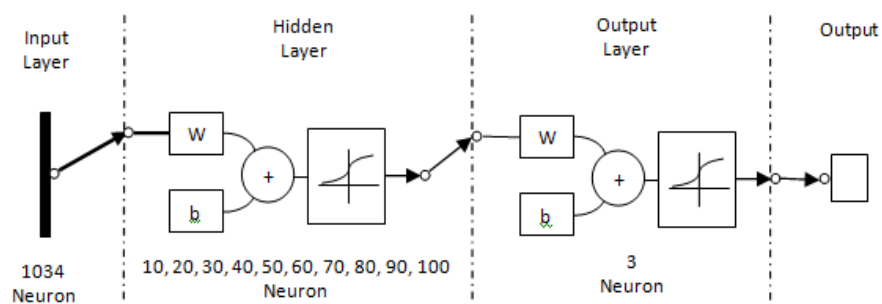 Input
Layer
Hidden
Layer
Output
Layer
Output
W
+
b
W
+
b
1034
Neuron
10, 20, 30, 40, 50, 60, 70, 80, 90, 100
Neuron
3
Neuron